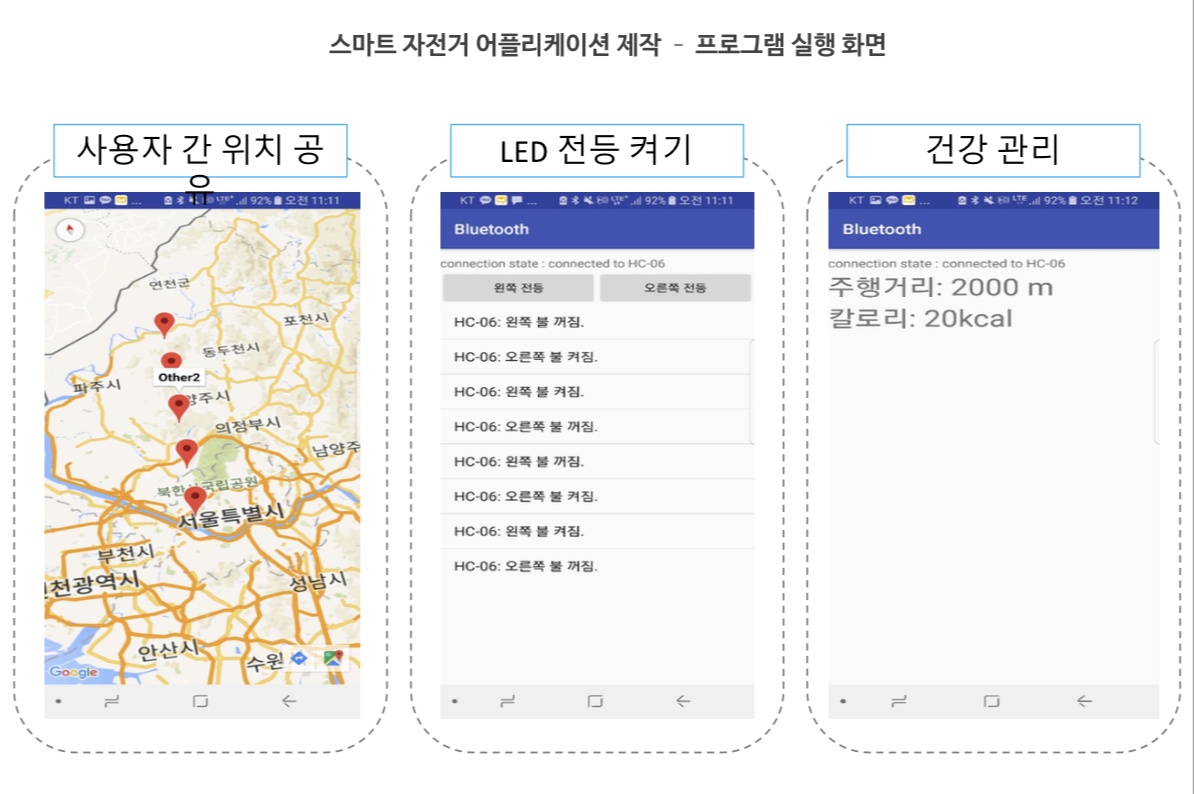 스마트 자전거 어플리케이션 제작 - 프로그램 실행 화면
사용자 간 위치 공
유
KT ... 92% 오전 11:11
연천군
포천시
동두천시
Other2
파주시
양주시
의정부시
남양주
북한산국립공원
서울특별시
부천시
인천광역시
성남시
안산시
수원
Google
LED 전등 켜기
KT ... LTE+ 92% 오전 11:11
Bluetooth
connection state : connected to HC-06
왼쪽 전등 오른쪽 전등
HC-06: 왼쪽 불 꺼짐.
HC-06: 오른쪽 불 켜짐.
HC-06: 왼쪽 불 켜짐.
HC-06: 오른쪽 불 꺼짐.
HC-06: 왼쪽 불 꺼짐.
HC-06: 오른쪽 불 켜짐.
HC-06: 왼쪽 불 켜짐.
HC-06: 오른쪽 불 꺼짐.
건강 관리
KT ... LTE 92% 오전 11:12
Bluetooth
connection state : connected to HC-06
주행거리: 2000 m
칼로리: 20kcal